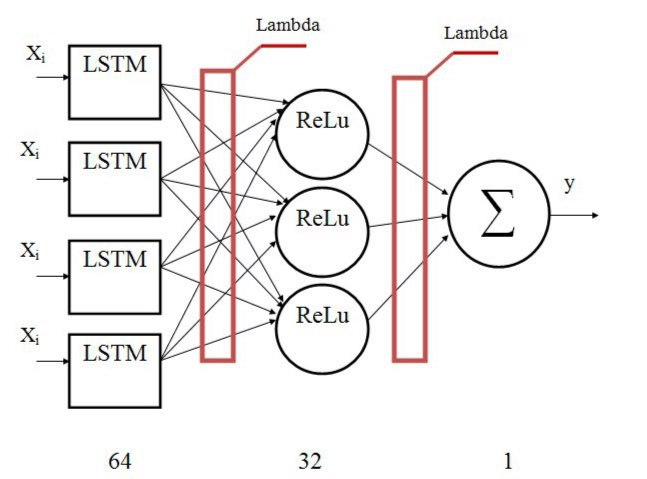 Lambda
Lambda
Xi
LSTM
ReLu
Xi
LSTM
y
ReLu
Σ
Xi
LSTM
ReLu
Xi
LSTM
64
32
1